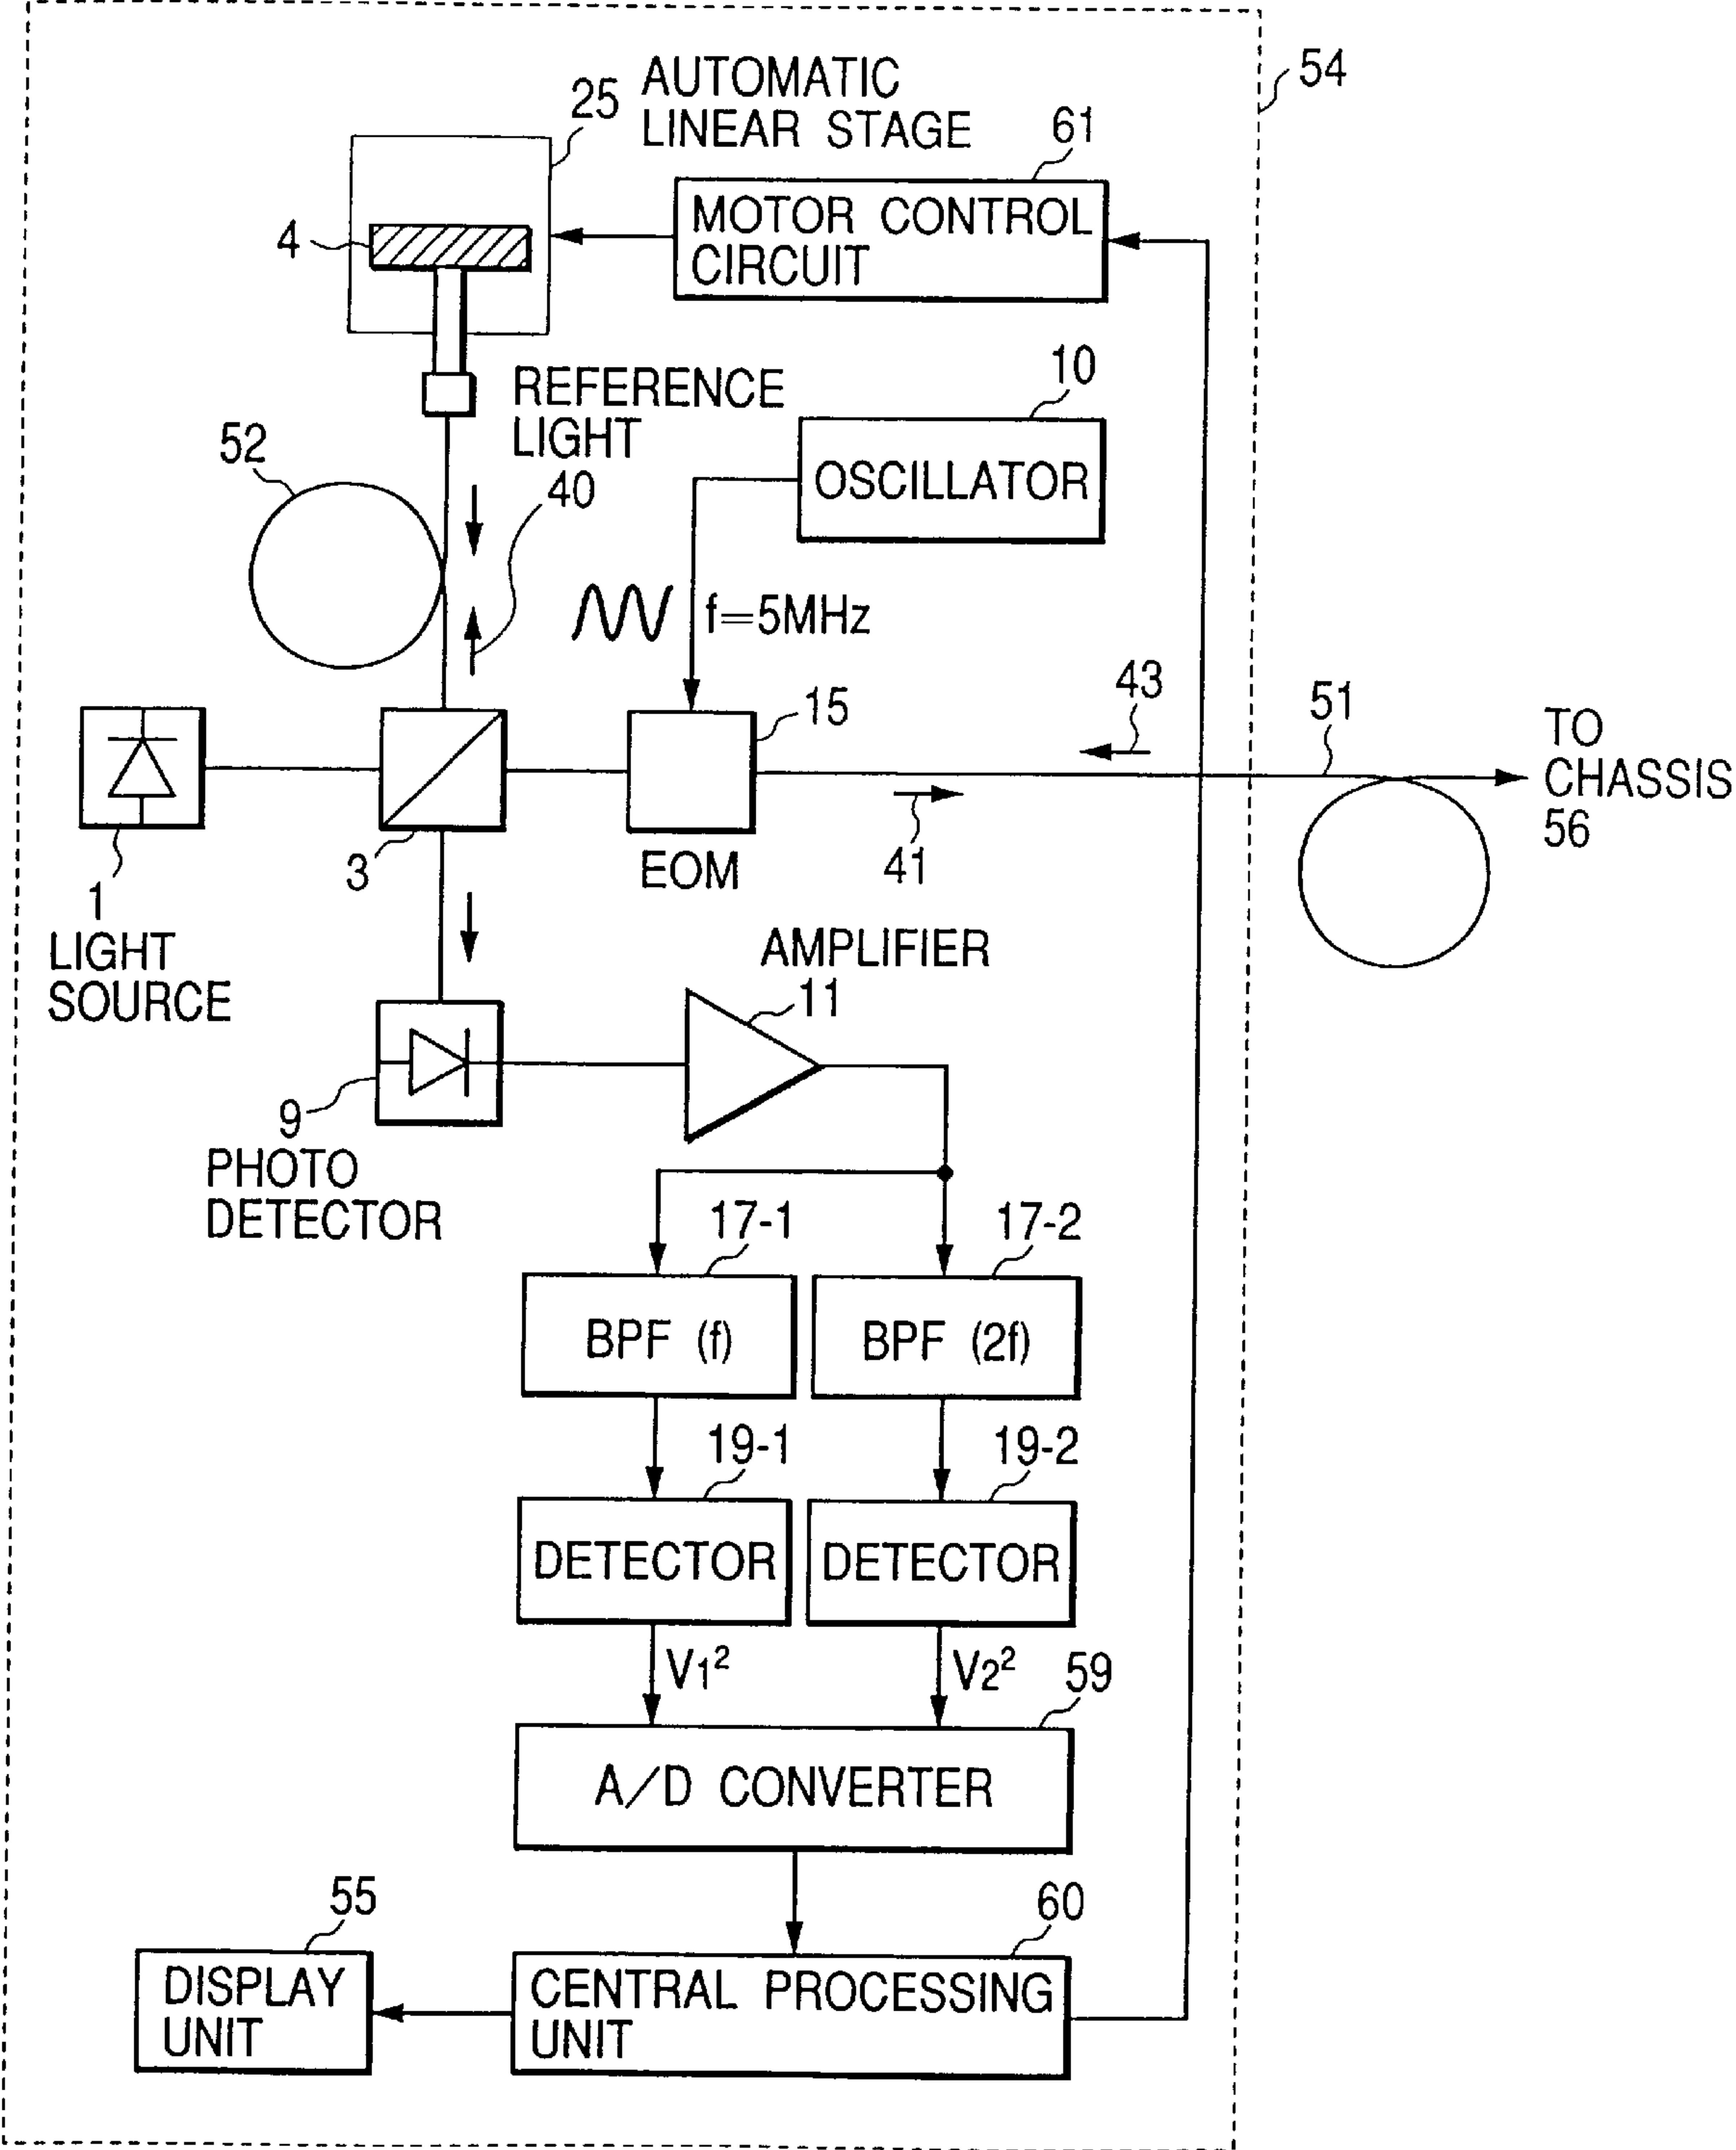 54
AUTOMATIC
LINEAR STAGE
25
61
MOTOR CONTROL
CIRCUIT
4
REFERENCE
LIGHT
40
10
OSCILLATOR
52
f=5MHz
15
43
51
TO
CHASSIS
56
3
EOM
41
1
LIGHT
SOURCE
AMPLIFIER
11
9
PHOTO
DETECTOR
17-1
17-2
BPF (f)
BPF (2f)
19-1
19-2
DETECTOR
DETECTOR
V1²
V2²
59
A/D CONVERTER
55
60
DISPLAY
UNIT
CENTRAL PROCESSING
UNIT